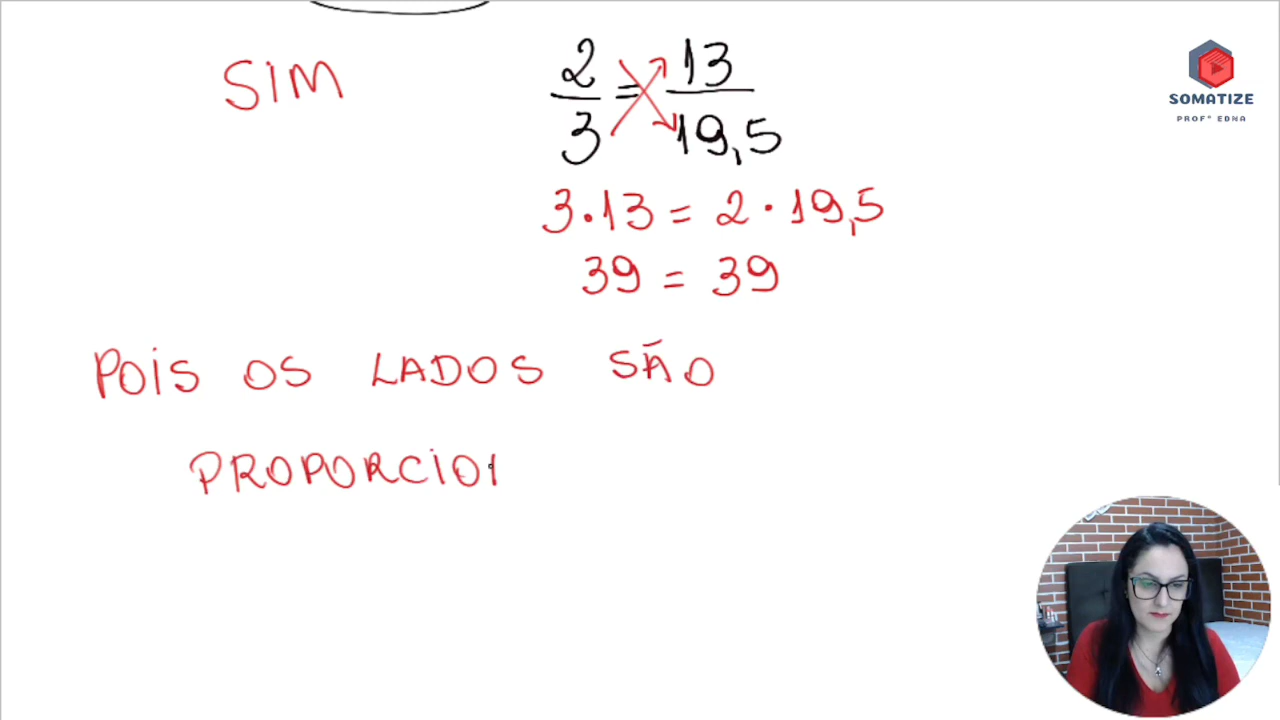 SIM
2/3 = 13/19,5
3·13 = 2·19,5
39 = 39
POIS OS LADOS SÃO
PROPORCIO
SOMATIZE
PROFª EDNA